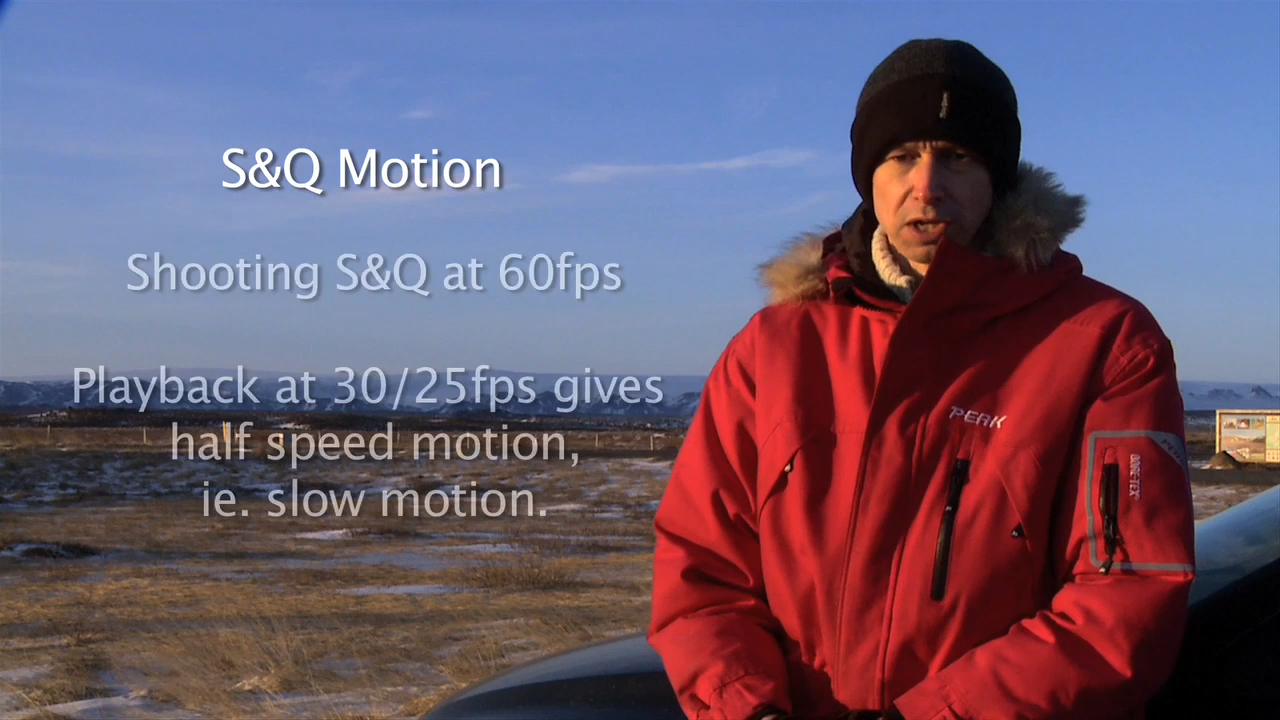 S&Q Motion
Shooting S&Q at 60fps
Playback at 30/25fps gives
half speed motion,
ie. slow motion.
PEAK
GORE-TEX